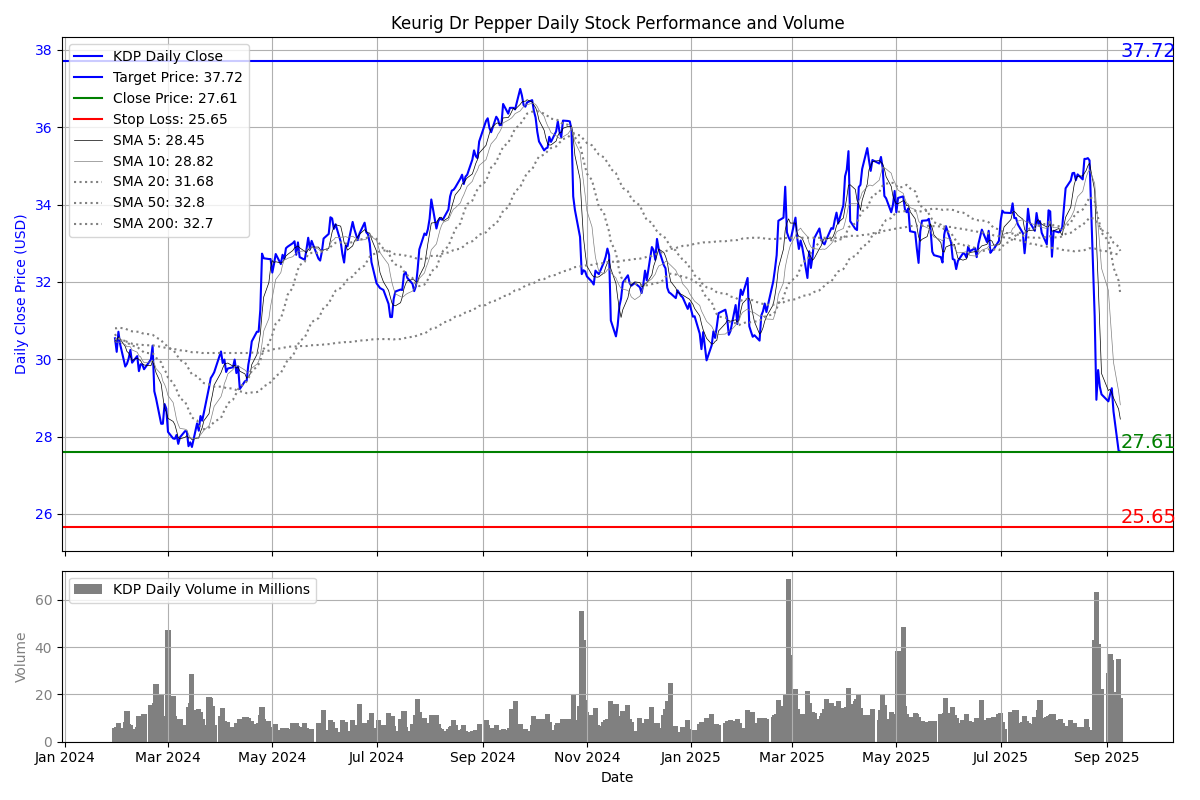 Keurig Dr Pepper Daily Stock Performance and Volume
KDP Daily Close
Target Price: 37.72
Close Price: 27.61
Stop Loss: 25.65
SMA 5: 28.45
SMA 10: 28.82
SMA 20: 31.68
SMA 50: 32.8
SMA 200: 32.7
37.72
27.61
25.65
Daily Close Price (USD)
38
36
34
32
30
28
26
KDP Daily Volume in Millions
Volume
60
40
20
0
Jan 2024
Mar 2024
May 2024
Jul 2024
Sep 2024
Nov 2024
Jan 2025
Mar 2025
May 2025
Jul 2025
Sep 2025
Date